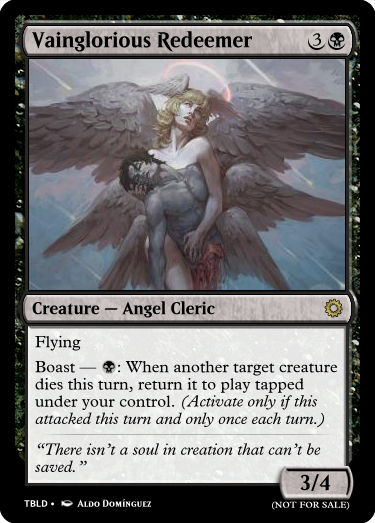 Vainglorious Redeemer 3
Creature — Angel Cleric
Flying
Boast — : When another target creature
dies this turn, return it to play tapped
under your control. (Activate only if this
attacked this turn and only once each turn.)
“There isn’t a soul in creation that can’t be
saved.”
3/4
TBLD • Aldo Domínguez
(NOT FOR SALE)